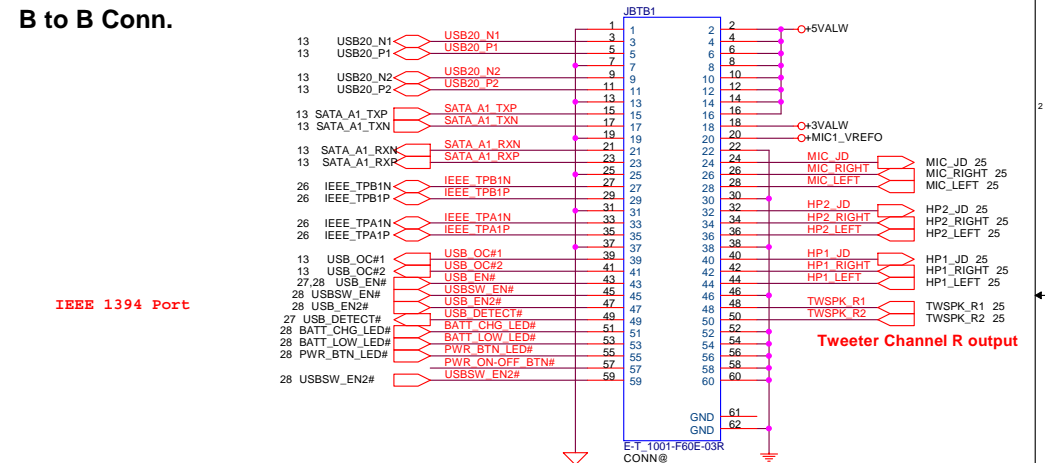 B to B Conn.
JBTB1
1 1 2 2 +5VALW
13 USB20_N1 USB20_N1 3 3 4 4
13 USB20_P1 USB20_P1 5 5 6 6
7 7 8 8
13 USB20_N2 USB20_N2 9 9 10 10
13 USB20_P2 USB20_P2 11 11 12 12
13 13 14 14
13 SATA_A1_TXP SATA_A1_TXP 15 15 16 16
13 SATA_A1_TXN SATA_A1_TXN 17 17 18 18 +3VALW
19 19 20 20 +MIC1_VREFO
13 SATA_A1_RXN SATA_A1_RXN 21 21 22 22
13 SATA_A1_RXP SATA_A1_RXP 23 23 24 24 MIC_JD MIC_JD 25
25 25 26 26 MIC_RIGHT MIC_RIGHT 25
26 IEEE_TPB1N IEEE_TPB1N 27 27 28 28 MIC_LEFT MIC_LEFT 25
26 IEEE_TPB1P IEEE_TPB1P 29 29 30 30
31 31 32 32 HP2_JD HP2_JD 25
26 IEEE_TPA1N IEEE_TPA1N 33 33 34 34 HP2_RIGHT HP2_RIGHT 25
26 IEEE_TPA1P IEEE_TPA1P 35 35 36 36 HP2_LEFT HP2_LEFT 25
37 37 38 38
13 USB_OC#1 USB_OC#1 39 39 40 40 HP1_JD HP1_JD 25
13 USB_OC#2 USB_OC#2 41 41 42 42 HP1_RIGHT HP1_RIGHT 25
27,28 USB_EN# USB_EN# 43 43 44 44 HP1_LEFT HP1_LEFT 25
28 USBSW_EN# USBSW_EN# 45 45 46 46
28 USB_EN2# USB_EN2# 47 47 48 48 TWSPK_R1 TWSPK_R1 25
27 USB_DETECT# USB_DETECT# 49 49 50 50 TWSPK_R2 TWSPK_R2 25
28 BATT_CHG_LED# BATT_CHG_LED# 51 51 52 52
28 BATT_LOW_LED# BATT_LOW_LED# 53 53 54 54
28 PWR_BTN_LED# PWR_BTN_LED# 55 55 56 56
PWR_ON-OFF_BTN# 57 57 58 58
28 USBSW_EN2# USBSW_EN2# 59 59 60 60
IEEE 1394 Port
Tweeter Channel R output
GND 61
GND 62
E-T_1001-F60E-03R
CONN@
2